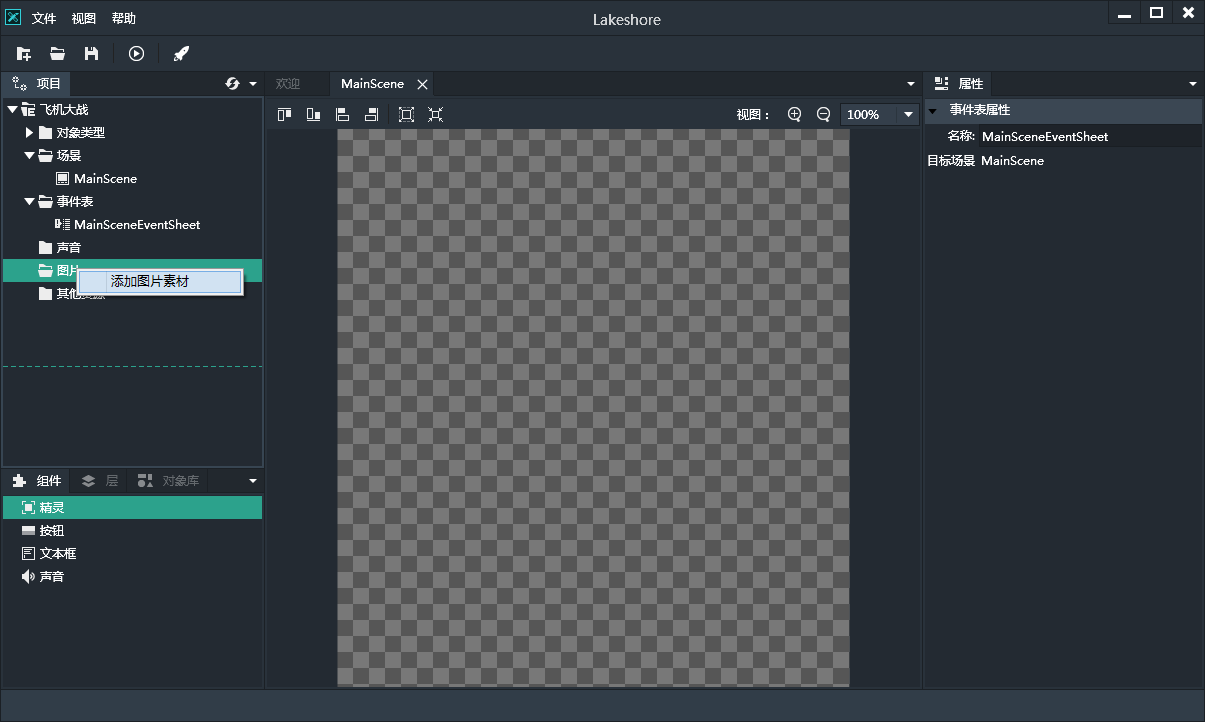 文件 视图 帮助
Lakeshore
项目
欢迎
MainScene
属性
视图：
100%
飞机大战
对象类型
场景
MainScene
事件表
MainSceneEventSheet
声音
图片
添加图片素材
其他
事件表属性
名称: MainSceneEventSheet
目标场景 MainScene
组件
层
对象库
精灵
按钮
文本框
声音